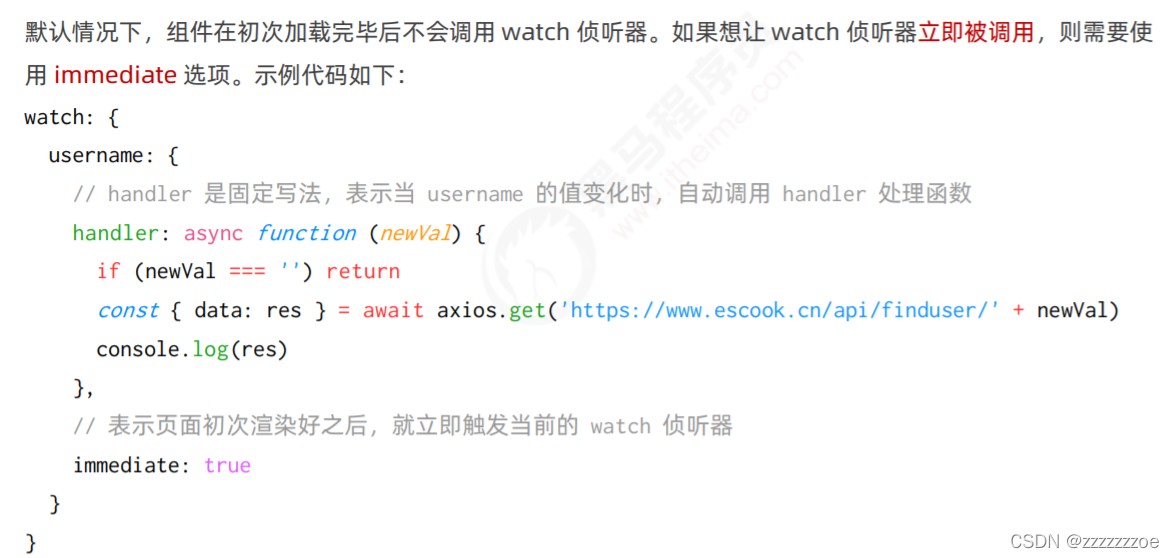 默认情况下，组件在初次加载完毕后不会调用 watch 侦听器。如果想让 watch 侦听器立即被调用，则需要使
用 immediate 选项。示例代码如下：
watch: {
  username: {
    // handler 是固定写法，表示当 username 的值变化时，自动调用 handler 处理函数
    handler: async function (newVal) {
      if (newVal === '') return
      const { data: res } = await axios.get('https://www.escook.cn/api/finduser/' + newVal)
      console.log(res)
    },
    // 表示页面初次渲染好之后，就立即触发当前的 watch 侦听器
    immediate: true
  }
}
黑马程序员
www.itheima.com
CSDN @zzzzzzzoe